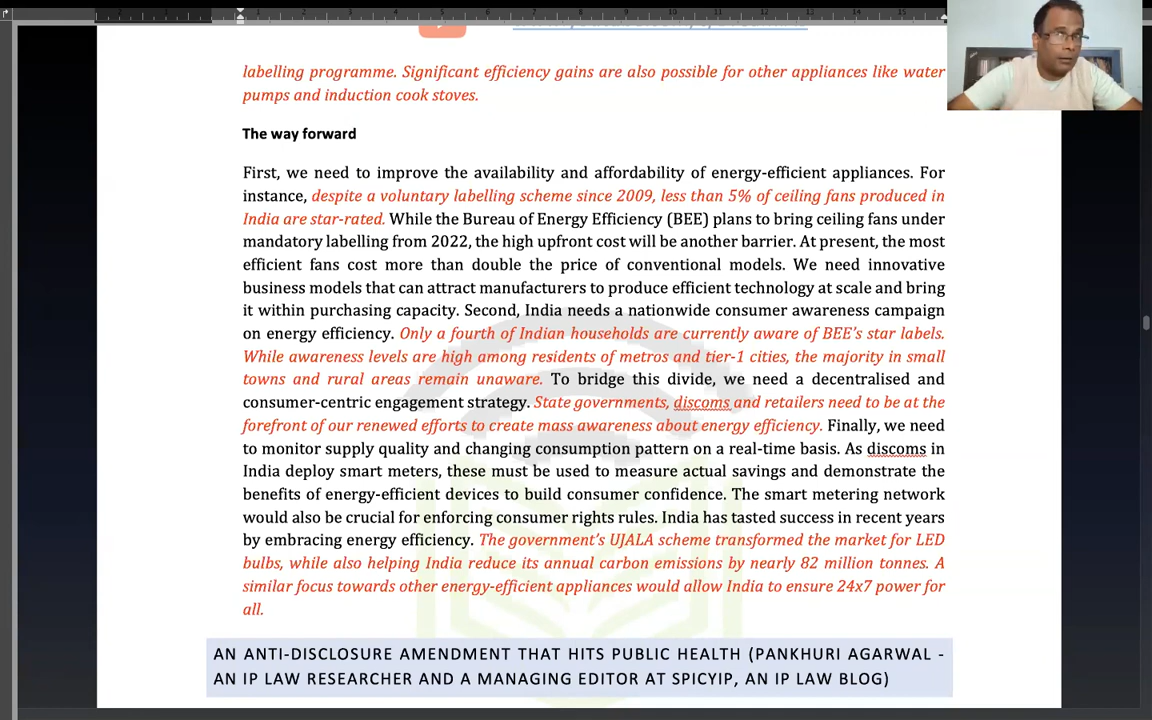 labelling programme. Significant efficiency gains are also possible for other appliances like water
pumps and induction cook stoves.
The way forward
First, we need to improve the availability and affordability of energy-efficient appliances. For
instance, despite a voluntary labelling scheme since 2009, less than 5% of ceiling fans produced in
India are star-rated. While the Bureau of Energy Efficiency (BEE) plans to bring ceiling fans under
mandatory labelling from 2022, the high upfront cost will be another barrier. At present, the most
efficient fans cost more than double the price of conventional models. We need innovative
business models that can attract manufacturers to produce efficient technology at scale and bring
it within purchasing capacity. Second, India needs a nationwide consumer awareness campaign
on energy efficiency. Only a fourth of Indian households are currently aware of BEE's star labels.
While awareness levels are high among residents of metros and tier-1 cities, the majority in small
towns and rural areas remain unaware. To bridge this divide, we need a decentralised and
consumer-centric engagement strategy. State governments, discoms and retailers need to be at the
forefront of our renewed efforts to create mass awareness about energy efficiency. Finally, we need
to monitor supply quality and changing consumption pattern on a real-time basis. As discoms in
India deploy smart meters, these must be used to measure actual savings and demonstrate the
benefits of energy-efficient devices to build consumer confidence. The smart metering network
would also be crucial for enforcing consumer rights rules. India has tasted success in recent years
by embracing energy efficiency. The government's UJALA scheme transformed the market for LED
bulbs, while also helping India reduce its annual carbon emissions by nearly 82 million tonnes. A
similar focus towards other energy-efficient appliances would allow India to ensure 24x7 power for
all.
AN ANTI-DISCLOSURE AMENDMENT THAT HITS PUBLIC HEALTH (PANKHURI AGARWAL -
AN IP LAW RESEARCHER AND A MANAGING EDITOR AT SPICYIP, AN IP LAW BLOG)